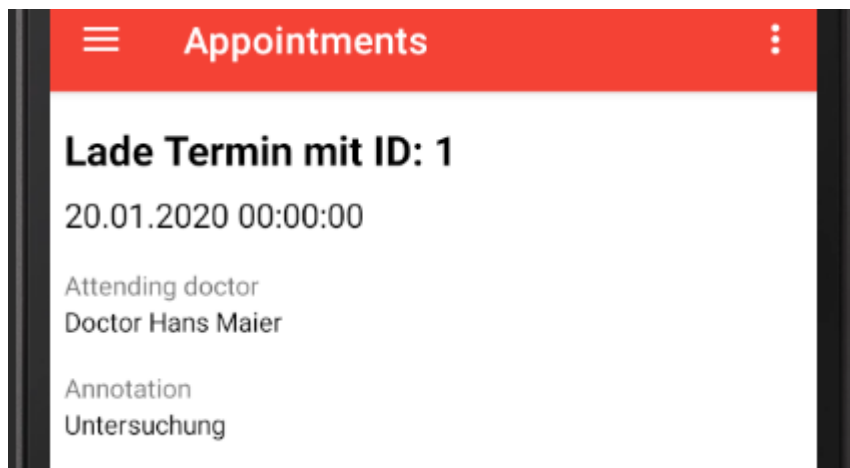 Appointments
Lade Termin mit ID: 1
20.01.2020 00:00:00
Attending doctor
Doctor Hans Maier
Annotation
Untersuchung